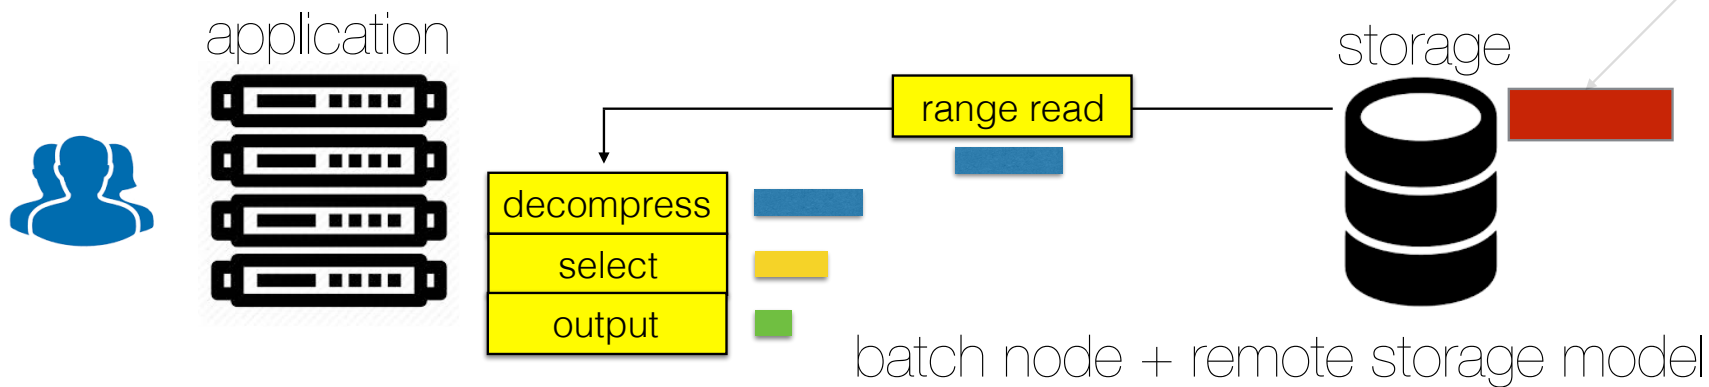 application
storage
range read
decompress
select
output
batch node + remote storage model